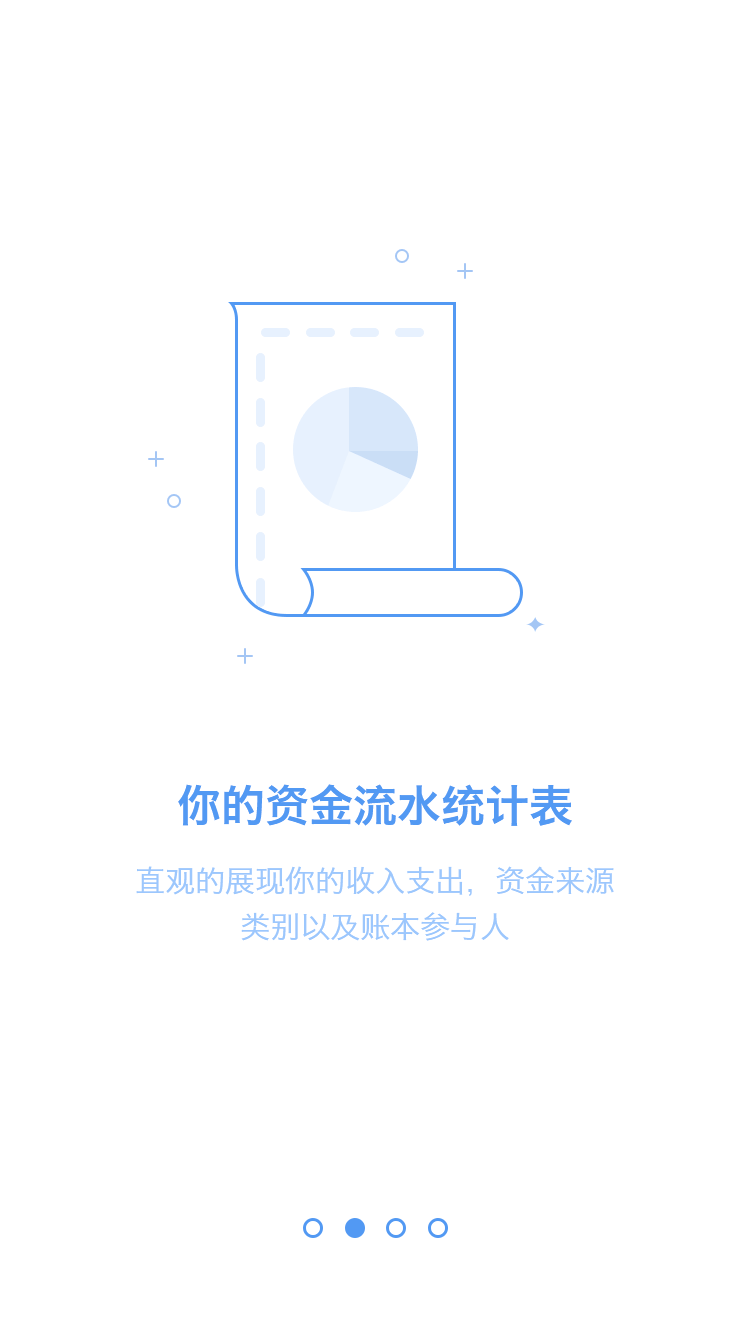 你的资金流水统计表
直观的展现你的收入支出，资金来源
类别以及账本参与人